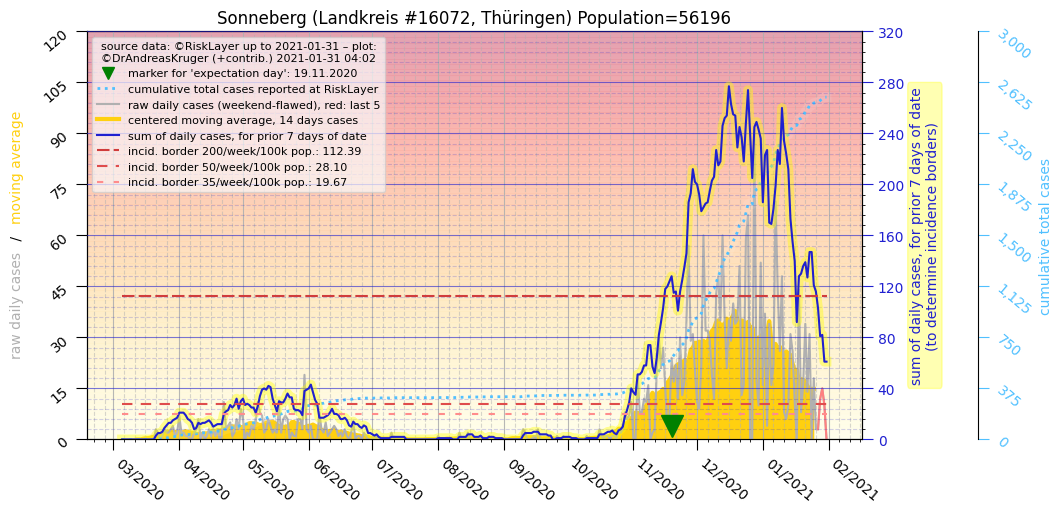 Sonneberg (Landkreis #16072, Thüringen) Population=56196
source data: ©RiskLayer up to 2021-01-31 – plot:
©DrAndreasKruger (+contrib.) 2021-01-31 04:02
marker for 'expectation day': 19.11.2020
cumulative total cases reported at RiskLayer
raw daily cases (weekend-flawed), red: last 5
centered moving average, 14 days cases
sum of daily cases, for prior 7 days of date
incid. border 200/week/100k pop.: 112.39
incid. border 50/week/100k pop.: 28.10
incid. border 35/week/100k pop.: 19.67
raw daily cases / moving average
120
105
90
75
60
45
30
15
0
03/2020
04/2020
05/2020
06/2020
07/2020
08/2020
09/2020
10/2020
11/2020
12/2020
01/2021
02/2021
320
280
240
200
160
120
80
40
0
sum of daily cases, for prior 7 days of date
(to determine incidence borders)
3,000
2,625
2,250
1,875
1,500
1,125
750
375
0
cumulative total cases